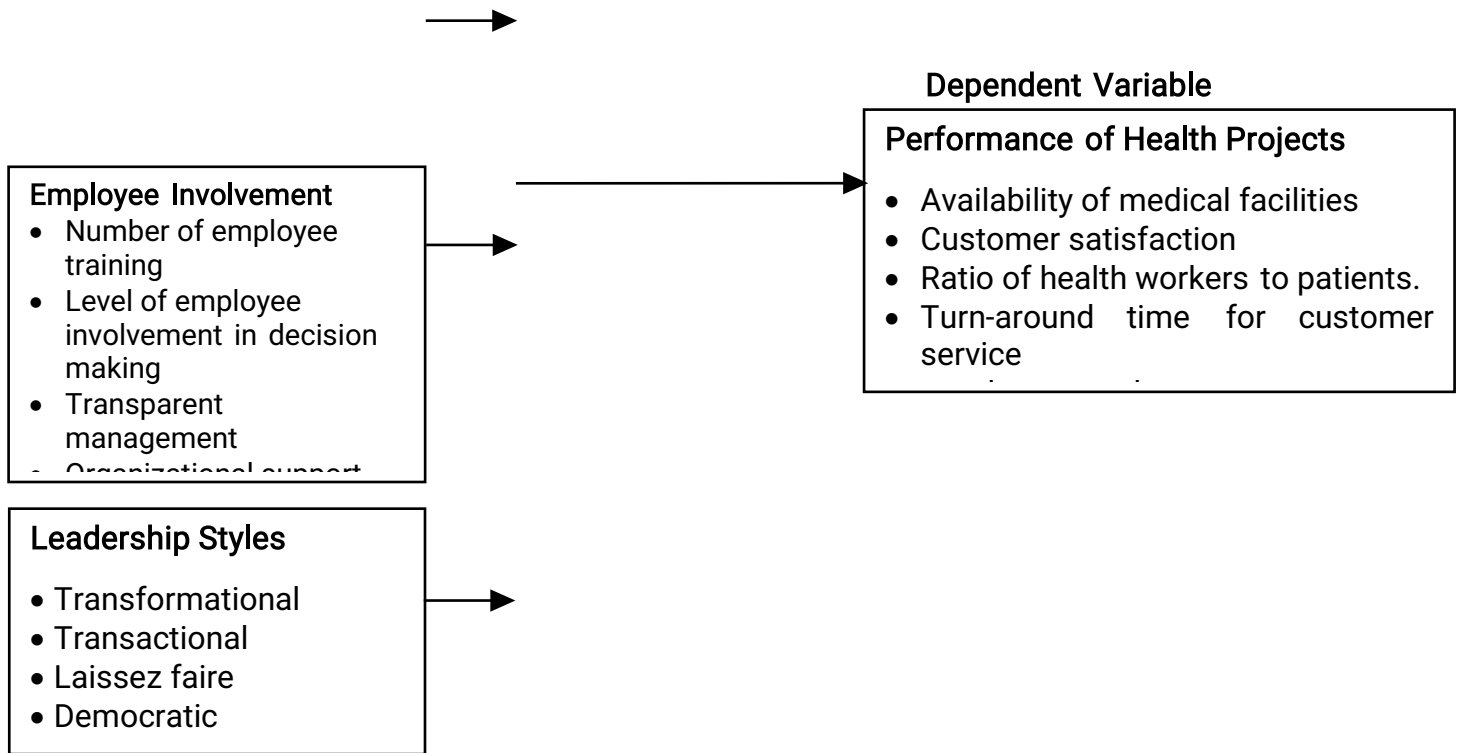 Dependent Variable
Performance of Health Projects
• Availability of medical facilities
• Customer satisfaction
• Ratio of health workers to patients.
• Turn-around time for customer
service
Employee Involvement
• Number of employee
training
• Level of employee
involvement in decision
making
• Transparent
management
• Organizational support
Leadership Styles
• Transformational
• Transactional
• Laissez faire
• Democratic